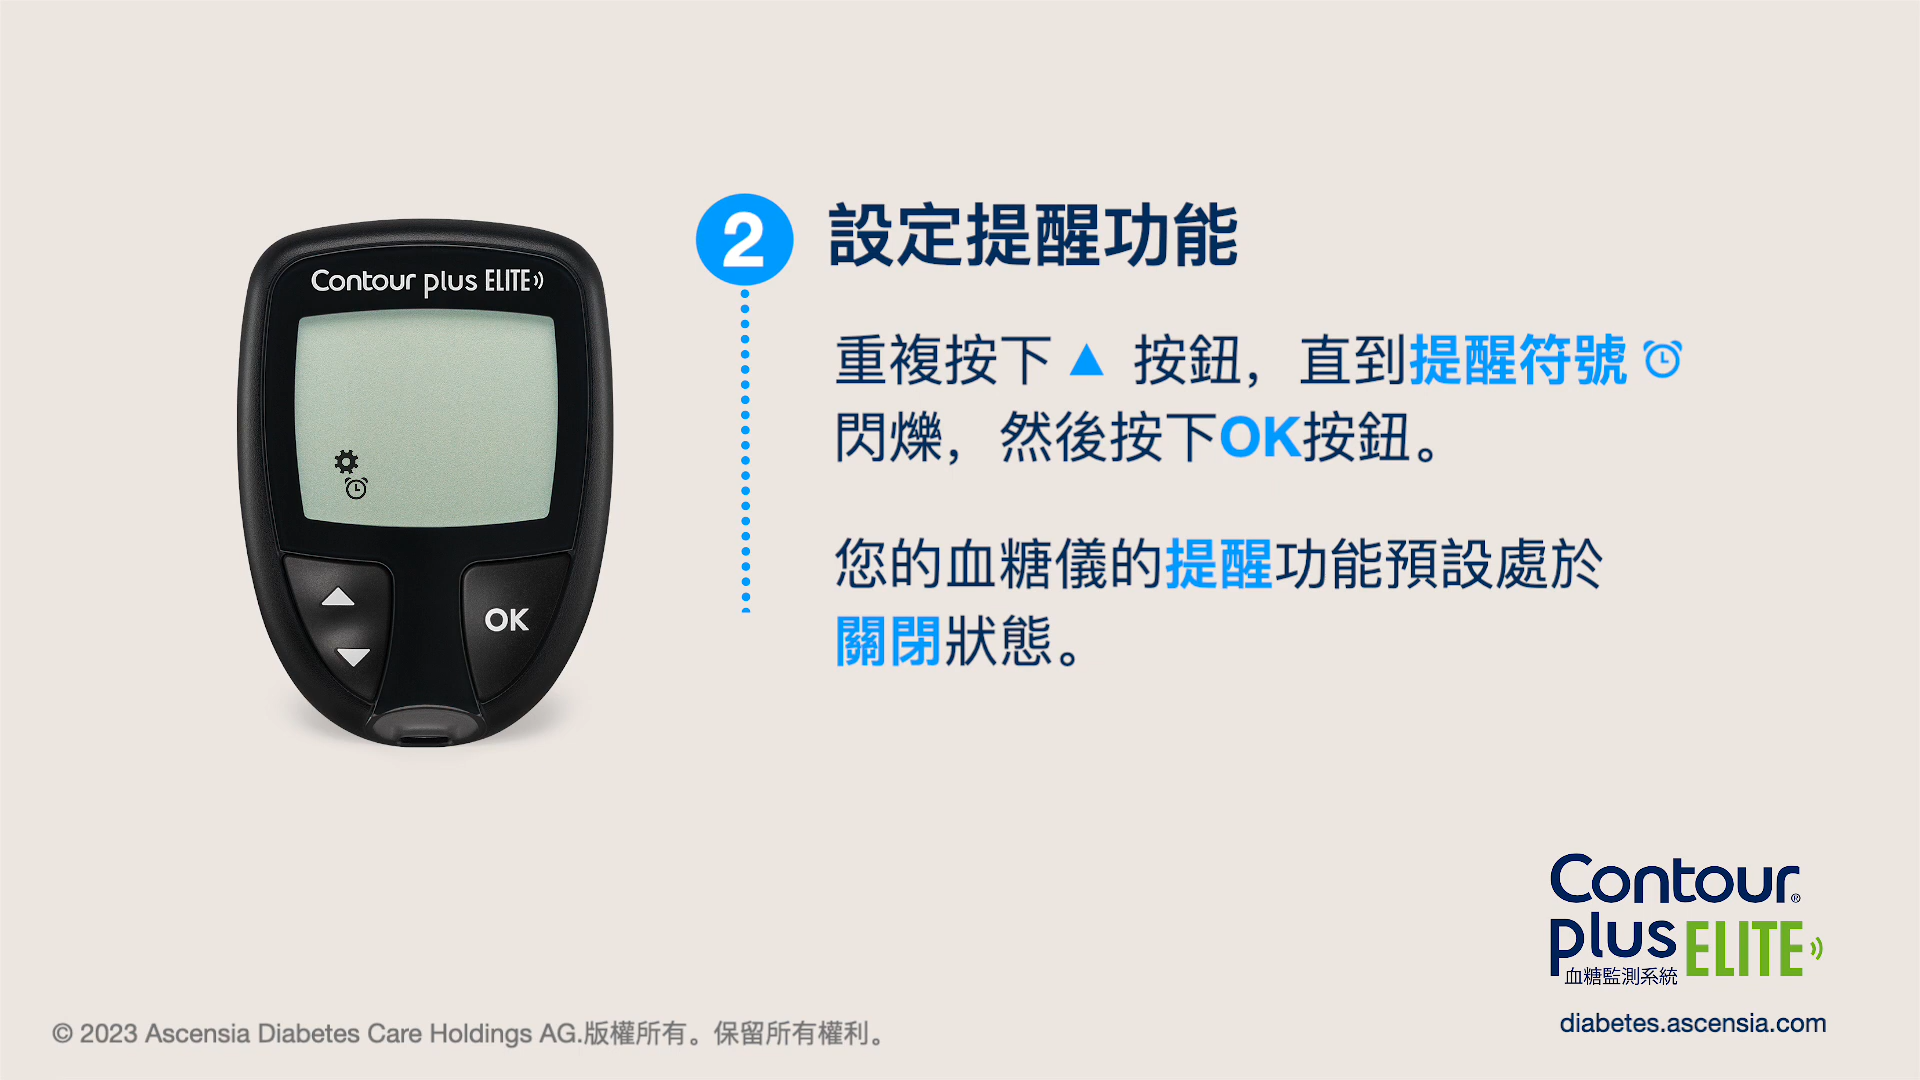 Contour plus ELITE
OK
2
設定提醒功能
重複按下 ▲ 按鈕，直到提醒符號
閃爍，然後按下OK按鈕。
您的血糖儀的提醒功能預設處於
關閉狀態。
Contour®
plus ELITE
血糖監測系統
diabetes.ascensia.com
© 2023 Ascensia Diabetes Care Holdings AG.版權所有。保留所有權利。